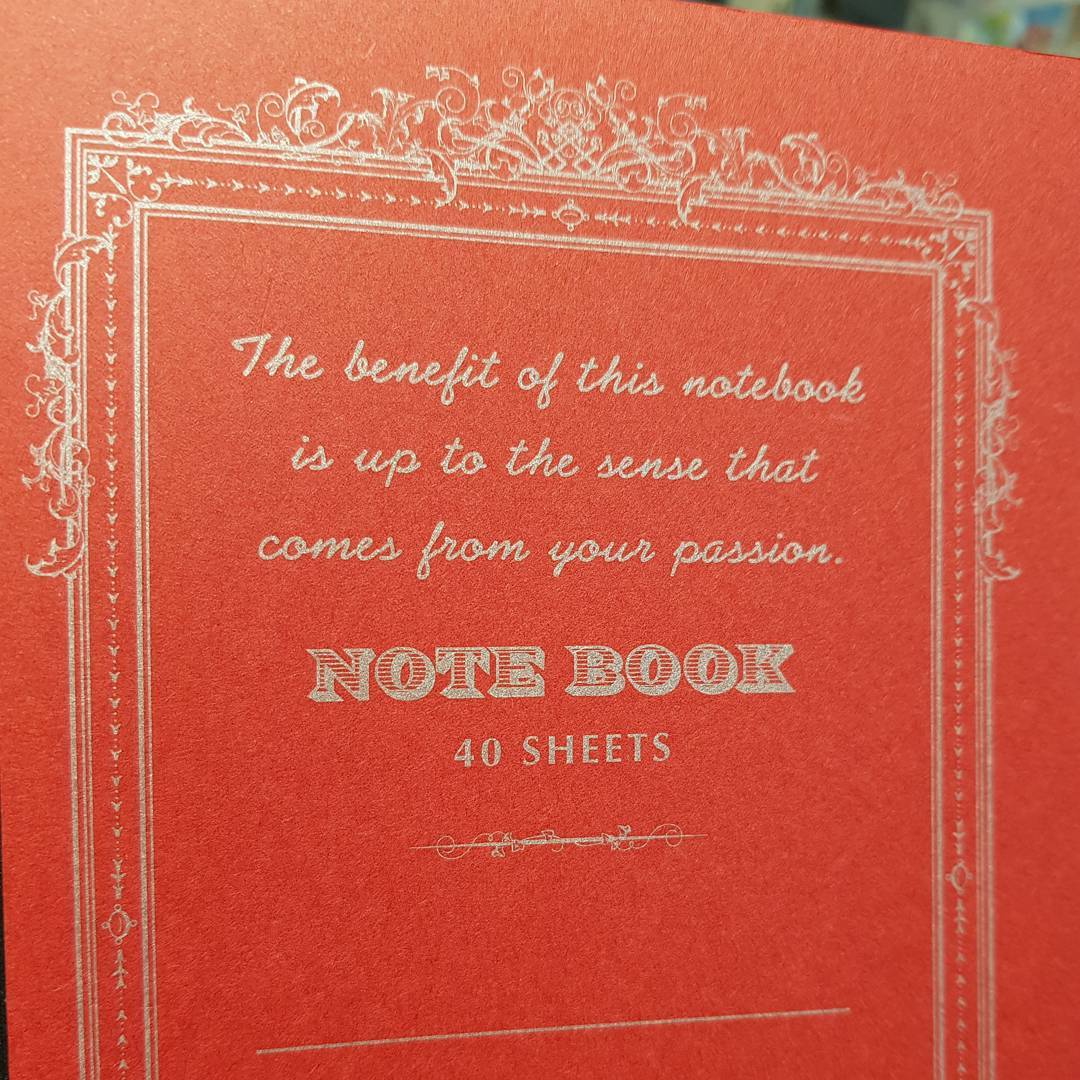 The benefit of this notebook
is up to the sense that
comes from your passion.
NOTE BOOK
40 SHEETS